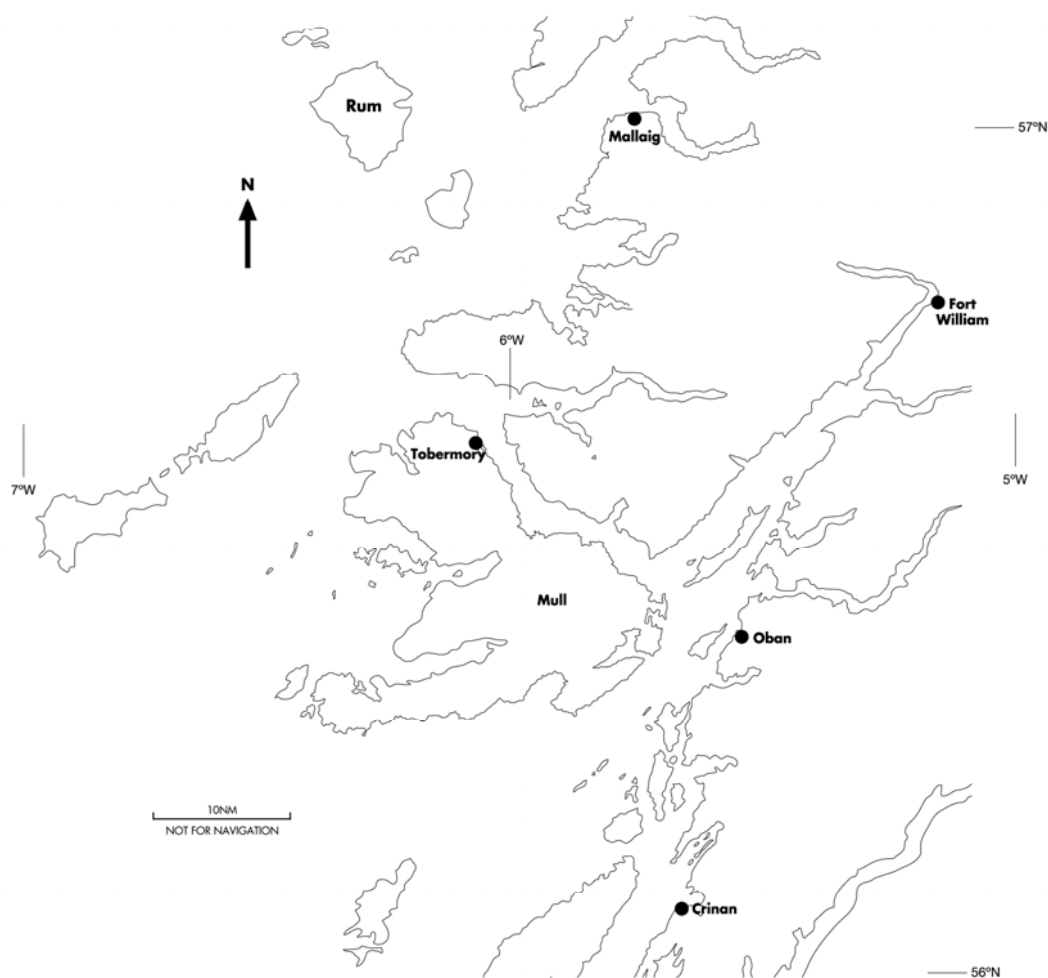 Rum
Mallaig
57ºN
N
Fort
William
6ºW
Tobermory
7ºW
5ºW
Mull
Oban
10NM
NOT FOR NAVIGATION
Crinan
56ºN